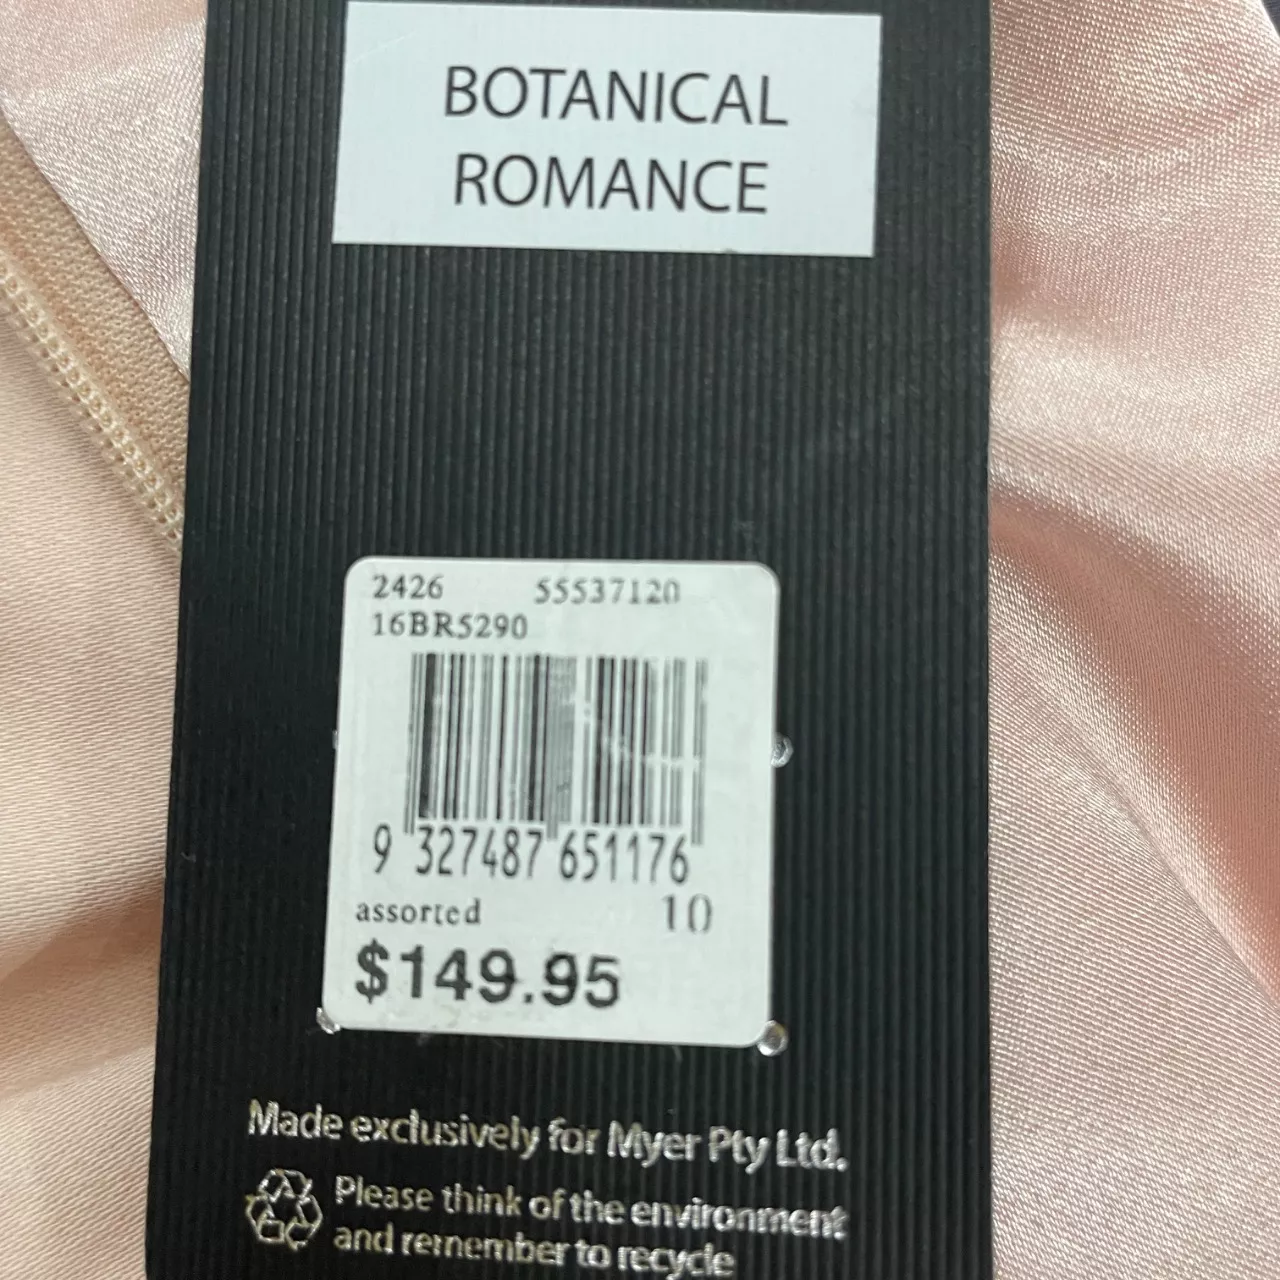 BOTANICAL
ROMANCE
2426 55537120
16BR5290
9 327487 651176
assorted 10
$149.95
Made exclusively for Myer Pty Ltd.
Please think of the environment
and remember to recycle